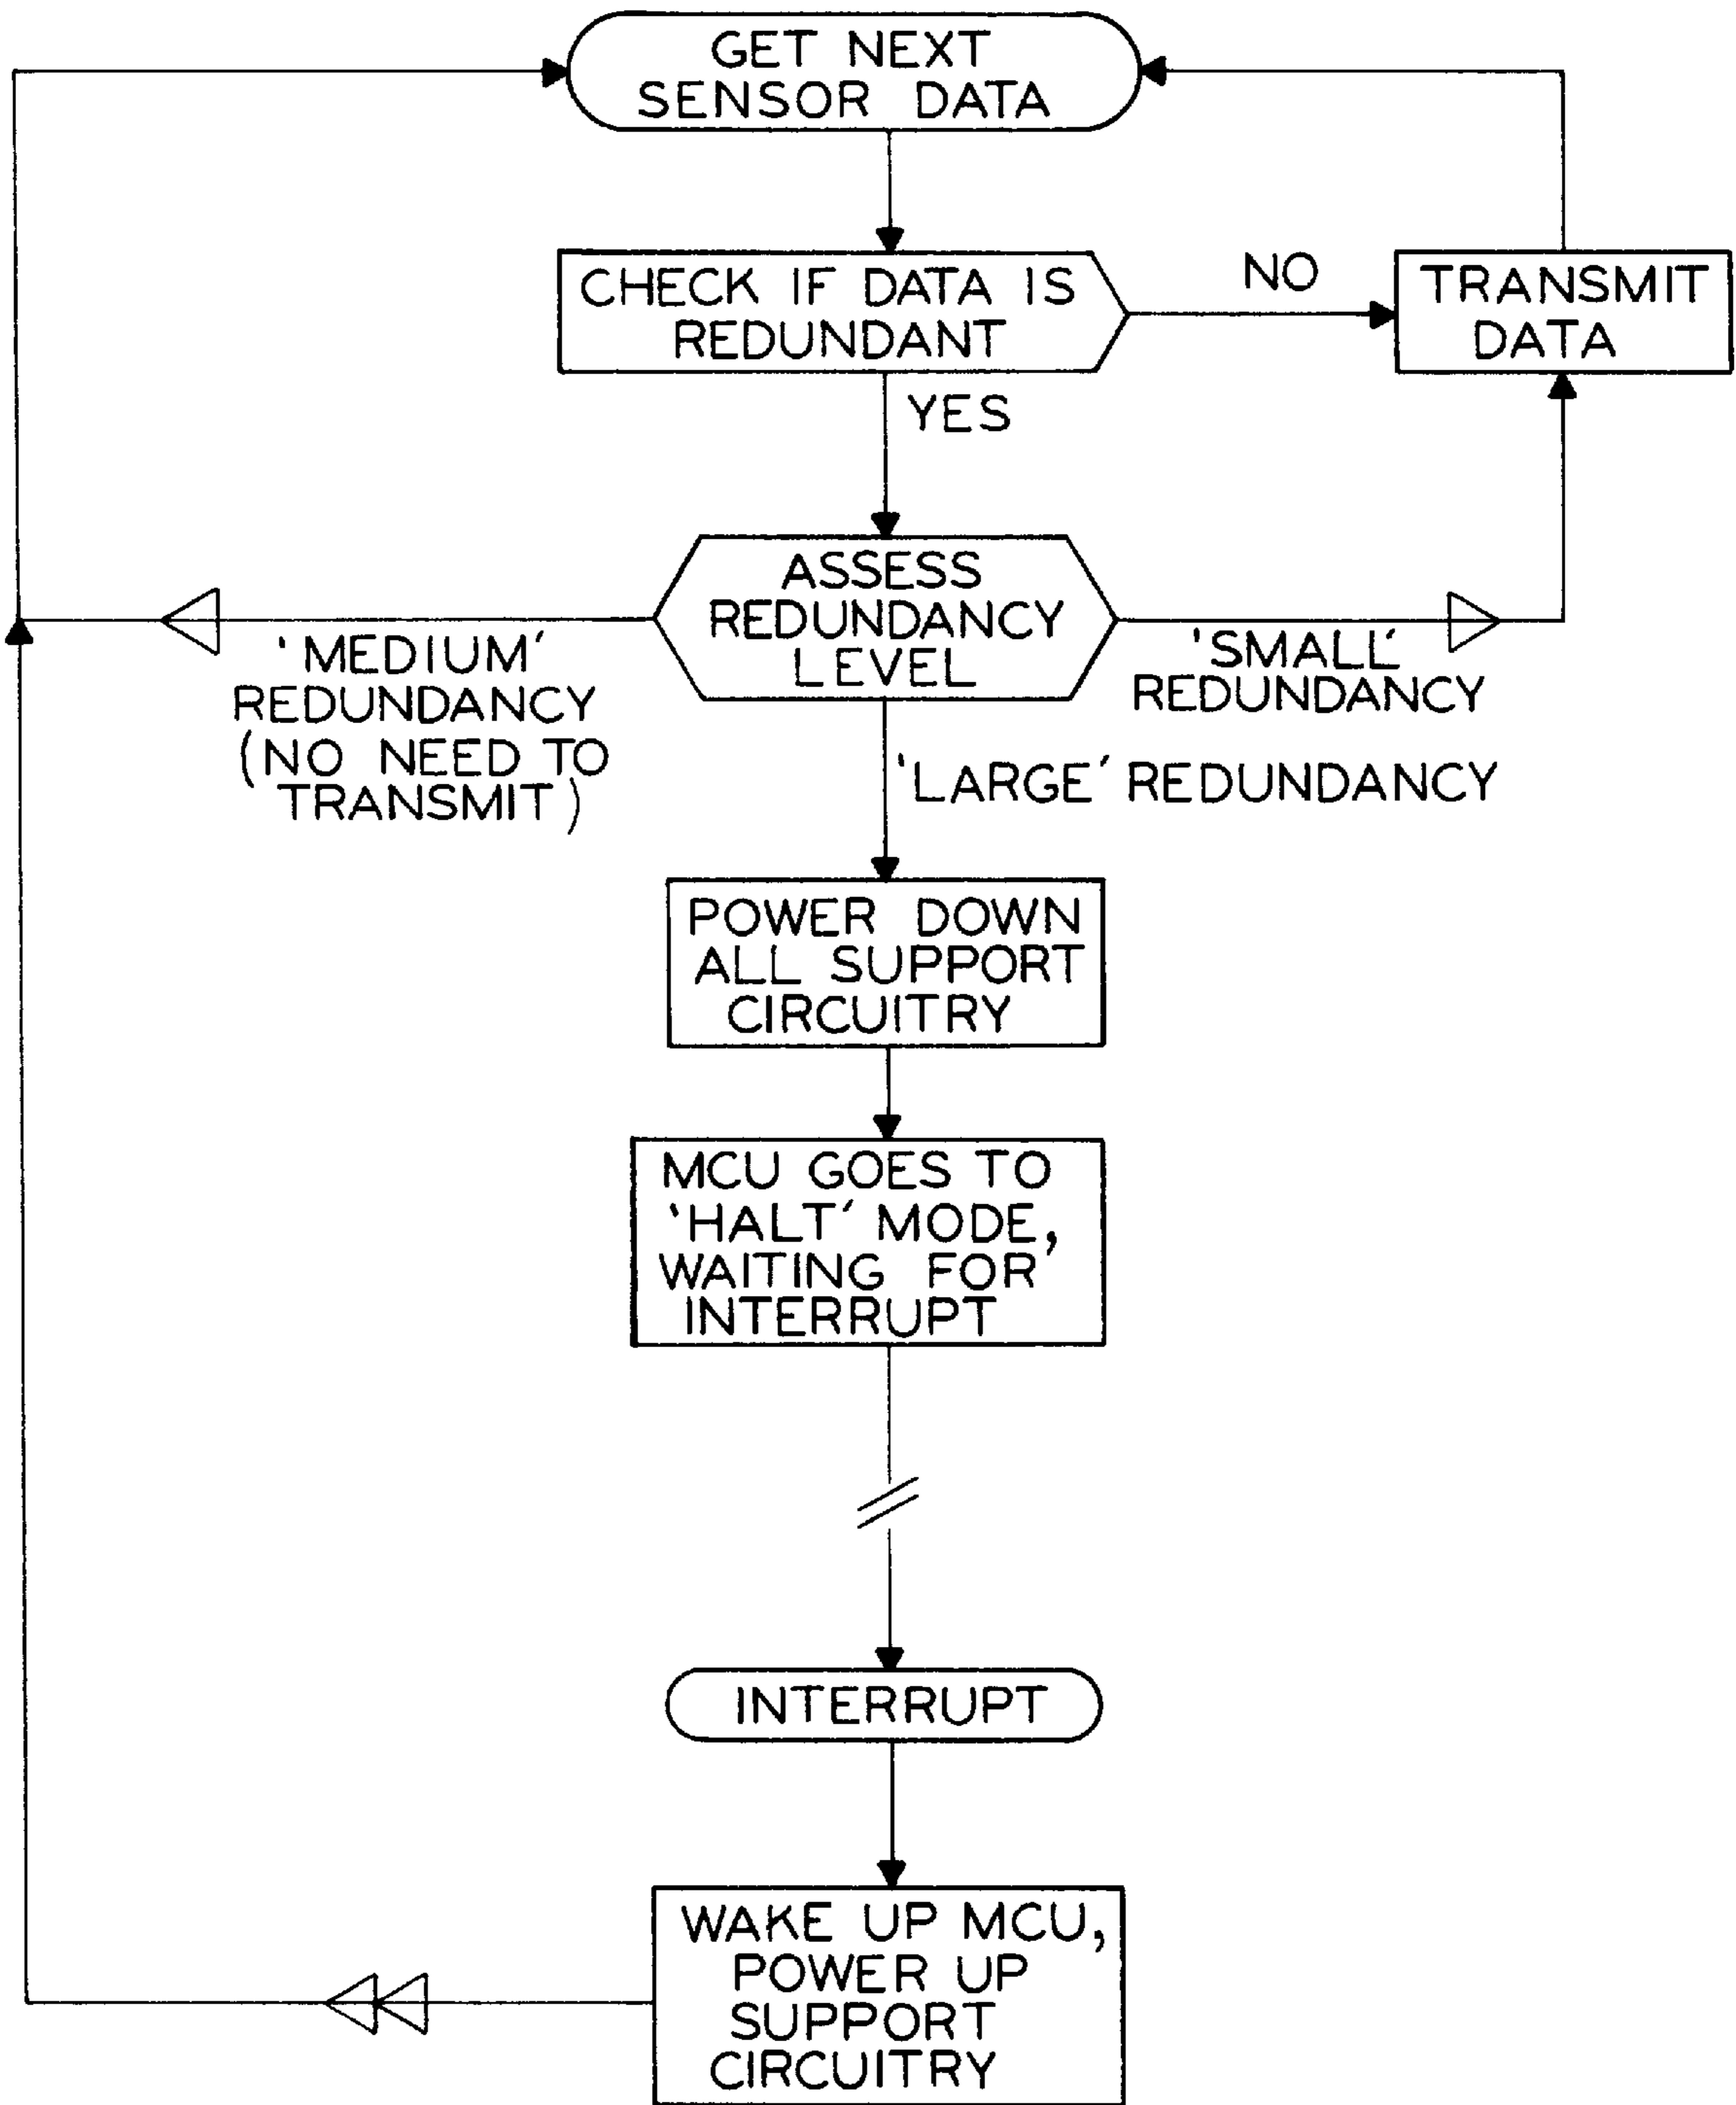 GET NEXT
SENSOR DATA
CHECK IF DATA IS
REDUNDANT
NO
TRANSMIT
DATA
YES
ASSESS
REDUNDANCY
LEVEL
'MEDIUM'
REDUNDANCY
(NO NEED TO
TRANSMIT)
'SMALL'
REDUNDANCY
'LARGE' REDUNDANCY
POWER DOWN
ALL SUPPORT
CIRCUITRY
MCU GOES TO
'HALT' MODE,
WAITING FOR
INTERRUPT
INTERRUPT
WAKE UP MCU,
POWER UP
SUPPORT
CIRCUITRY